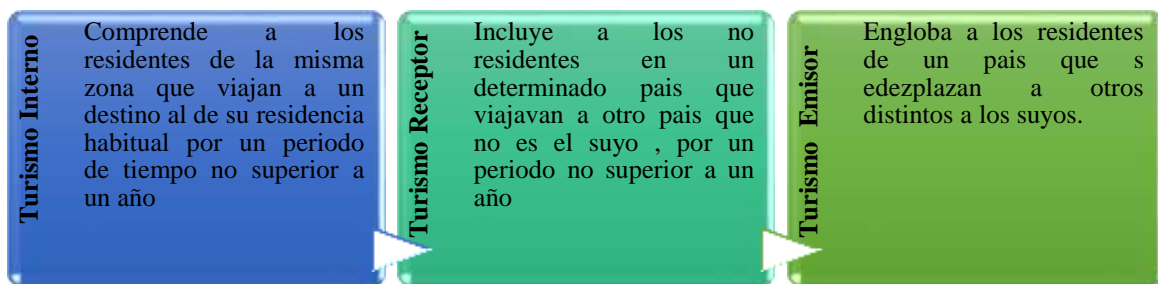 Turismo Interno
Comprende a los
residentes de la misma
zona que viajan a un
destino al de su residencia
habitual por un periodo
de tiempo no superior a
un año
Turismo Receptor
Incluye a los no
residentes en un
determinado pais que
viajavan a otro pais que
no es el suyo , por un
periodo no superior a un
año
Turismo Emisor
Engloba a los residentes
de un pais que s
edezplazan a otros
distintos a los suyos.